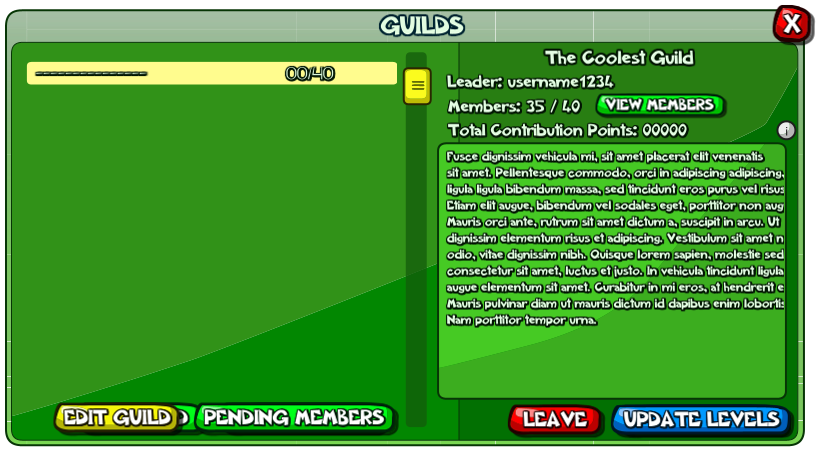 GUILDS
X
---------------- 00/40
The Coolest Guild
Leader: username1234
Members: 35 / 40 VIEW MEMBERS
Total Contribution Points: 00000 i
Fusce dignissim vehicula mi, sit amet placerat elit venenatis
sit amet. Pellentesque commodo, orci in adipiscing adipiscing,
ligula ligula bibendum massa, sed tincidunt eros purus vel risus
Etiam elit augue, bibendum vel sodales eget, porttitor non aug
Mauris orci ante, rutrum sit amet dictum a, suscipit in arcu. Ut
dignissim elementum risus et adipiscing. Vestibulum sit amet n
odio, vitae dignissim nibh. Quisque lorem sapien, molestie sed
consectetur sit amet, luctus et justo. In vehicula tincidunt ligula
augue elementum sit amet. Curabitur in mi eros, at hendrerit e
Mauris pulvinar diam ut mauris dictum id dapibus enim lobortis
Nam porttitor tempor urna.
EDIT GUILD PENDING MEMBERS LEAVE UPDATE LEVELS